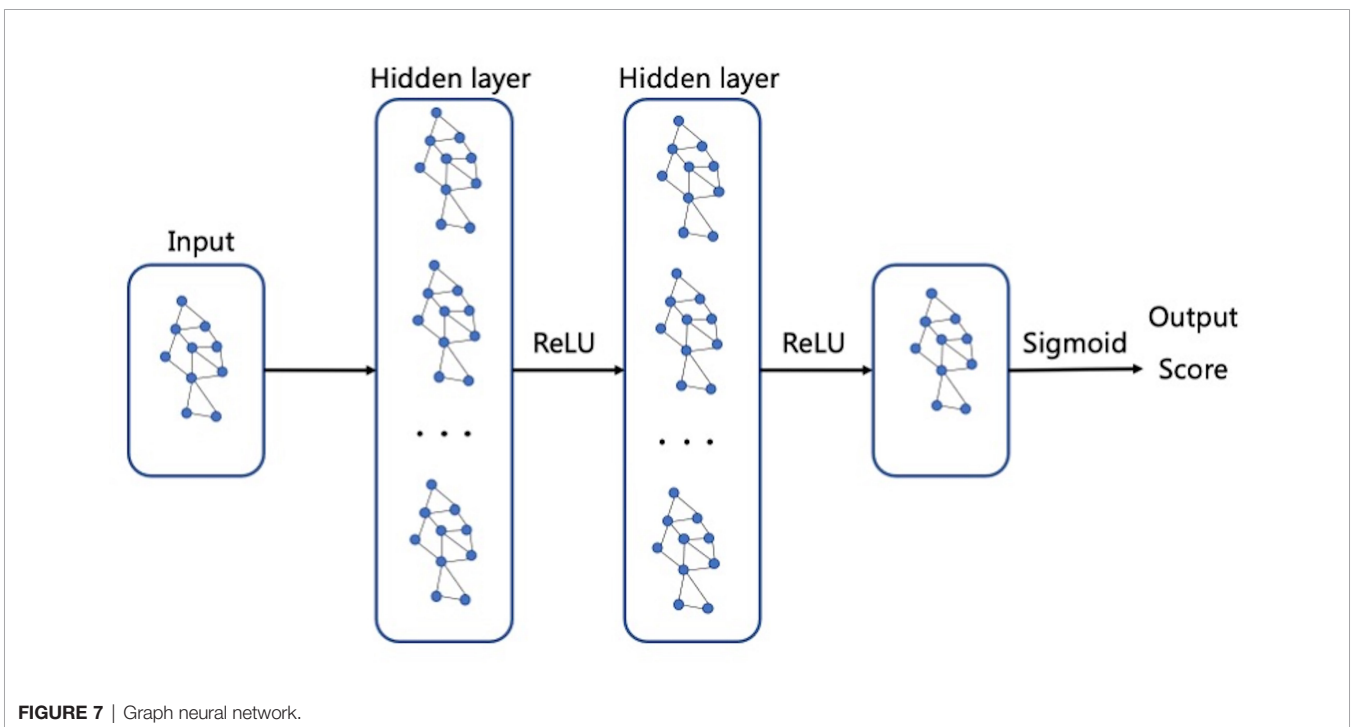 Hidden layer
Hidden layer
Input
ReLU
ReLU
Sigmoid
Output
Score
. . .
. . .
FIGURE 7 | Graph neural network.